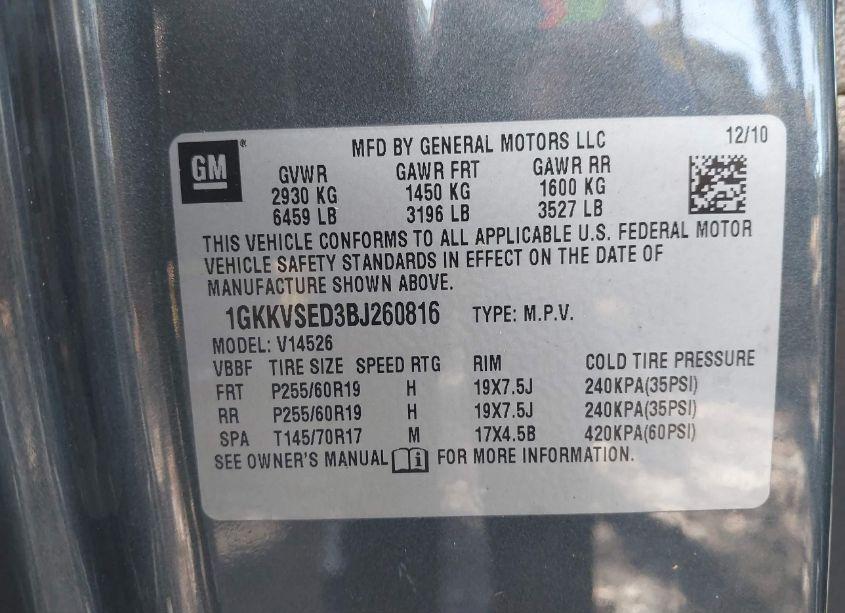 GM ®
MFD BY GENERAL MOTORS LLC 12/10
GVWR GAWR FRT GAWR RR
2930 KG 1450 KG 1600 KG
6459 LB 3196 LB 3527 LB
THIS VEHICLE CONFORMS TO ALL APPLICABLE U.S. FEDERAL MOTOR
VEHICLE SAFETY STANDARDS IN EFFECT ON THE DATE OF
MANUFACTURE SHOWN ABOVE.
1GKKVSED3BJ260816 TYPE: M.P.V.
MODEL: V14526
VBBF TIRE SIZE SPEED RTG RIM COLD TIRE PRESSURE
FRT P255/60R19 H 19X7.5J 240KPA(35PSI)
RR P255/60R19 H 19X7.5J 240KPA(35PSI)
SPA T145/70R17 M 17X4.5B 420KPA(60PSI)
SEE OWNER'S MANUAL i FOR MORE INFORMATION.